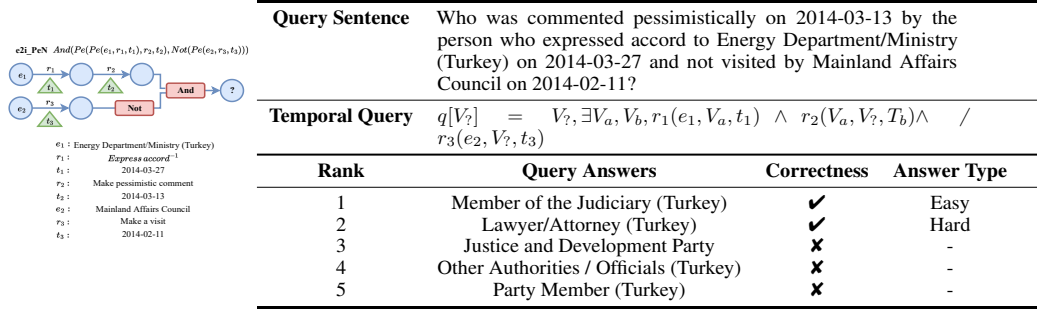 e2i_PeN And(Pe(Pe(e₁, r₁, t₁), r₂, t₂), Not(Pe(e₂, r₃, t₃)))
e₁ r₁ t₁ r₂ t₂ And ?
e₂ r₃ t₃ Not
e₁ : Energy Department/Ministry (Turkey)
r₁ : Express accord⁻¹
t₁ : 2014-03-27
r₂ : Make pessimistic comment
t₂ : 2014-03-13
e₂ : Mainland Affairs Council
r₃ : Make a visit
t₃ : 2014-02-11
Query Sentence Who was commented pessimistically on 2014-03-13 by the
person who expressed accord to Energy Department/Ministry
(Turkey) on 2014-03-27 and not visited by Mainland Affairs
Council on 2014-02-11?
Temporal Query q[V?] = V?, ∃Vₐ, V_b, r₁(e₁, Vₐ, t₁) ∧ r₂(Vₐ, V?, T_b)∧ /
r₃(e₂, V?, t₃)
Rank Query Answers Correctness Answer Type
1 Member of the Judiciary (Turkey) ✔ Easy
2 Lawyer/Attorney (Turkey) ✔ Hard
3 Justice and Development Party ✘ -
4 Other Authorities / Officials (Turkey) ✘ -
5 Party Member (Turkey) ✘ -